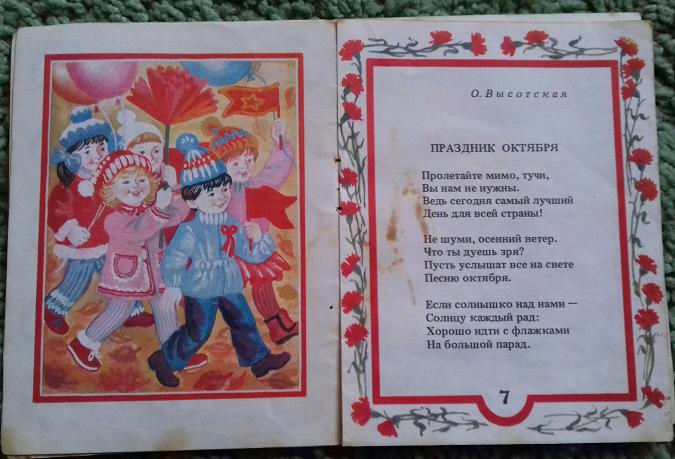 О. Высотская
ПРАЗДНИК ОКТЯБРЯ
Пролетайте мимо, тучи,
Вы нам не нужны.
Ведь сегодня самый лучший
День для всей страны!
Не шуми, осенний ветер.
Что ты дуешь зря?
Пусть услышат все на свете
Песню октября.
Если солнышко над нами —
Солнцу каждый рад:
Хорошо идти с флажками
На большой парад.
7